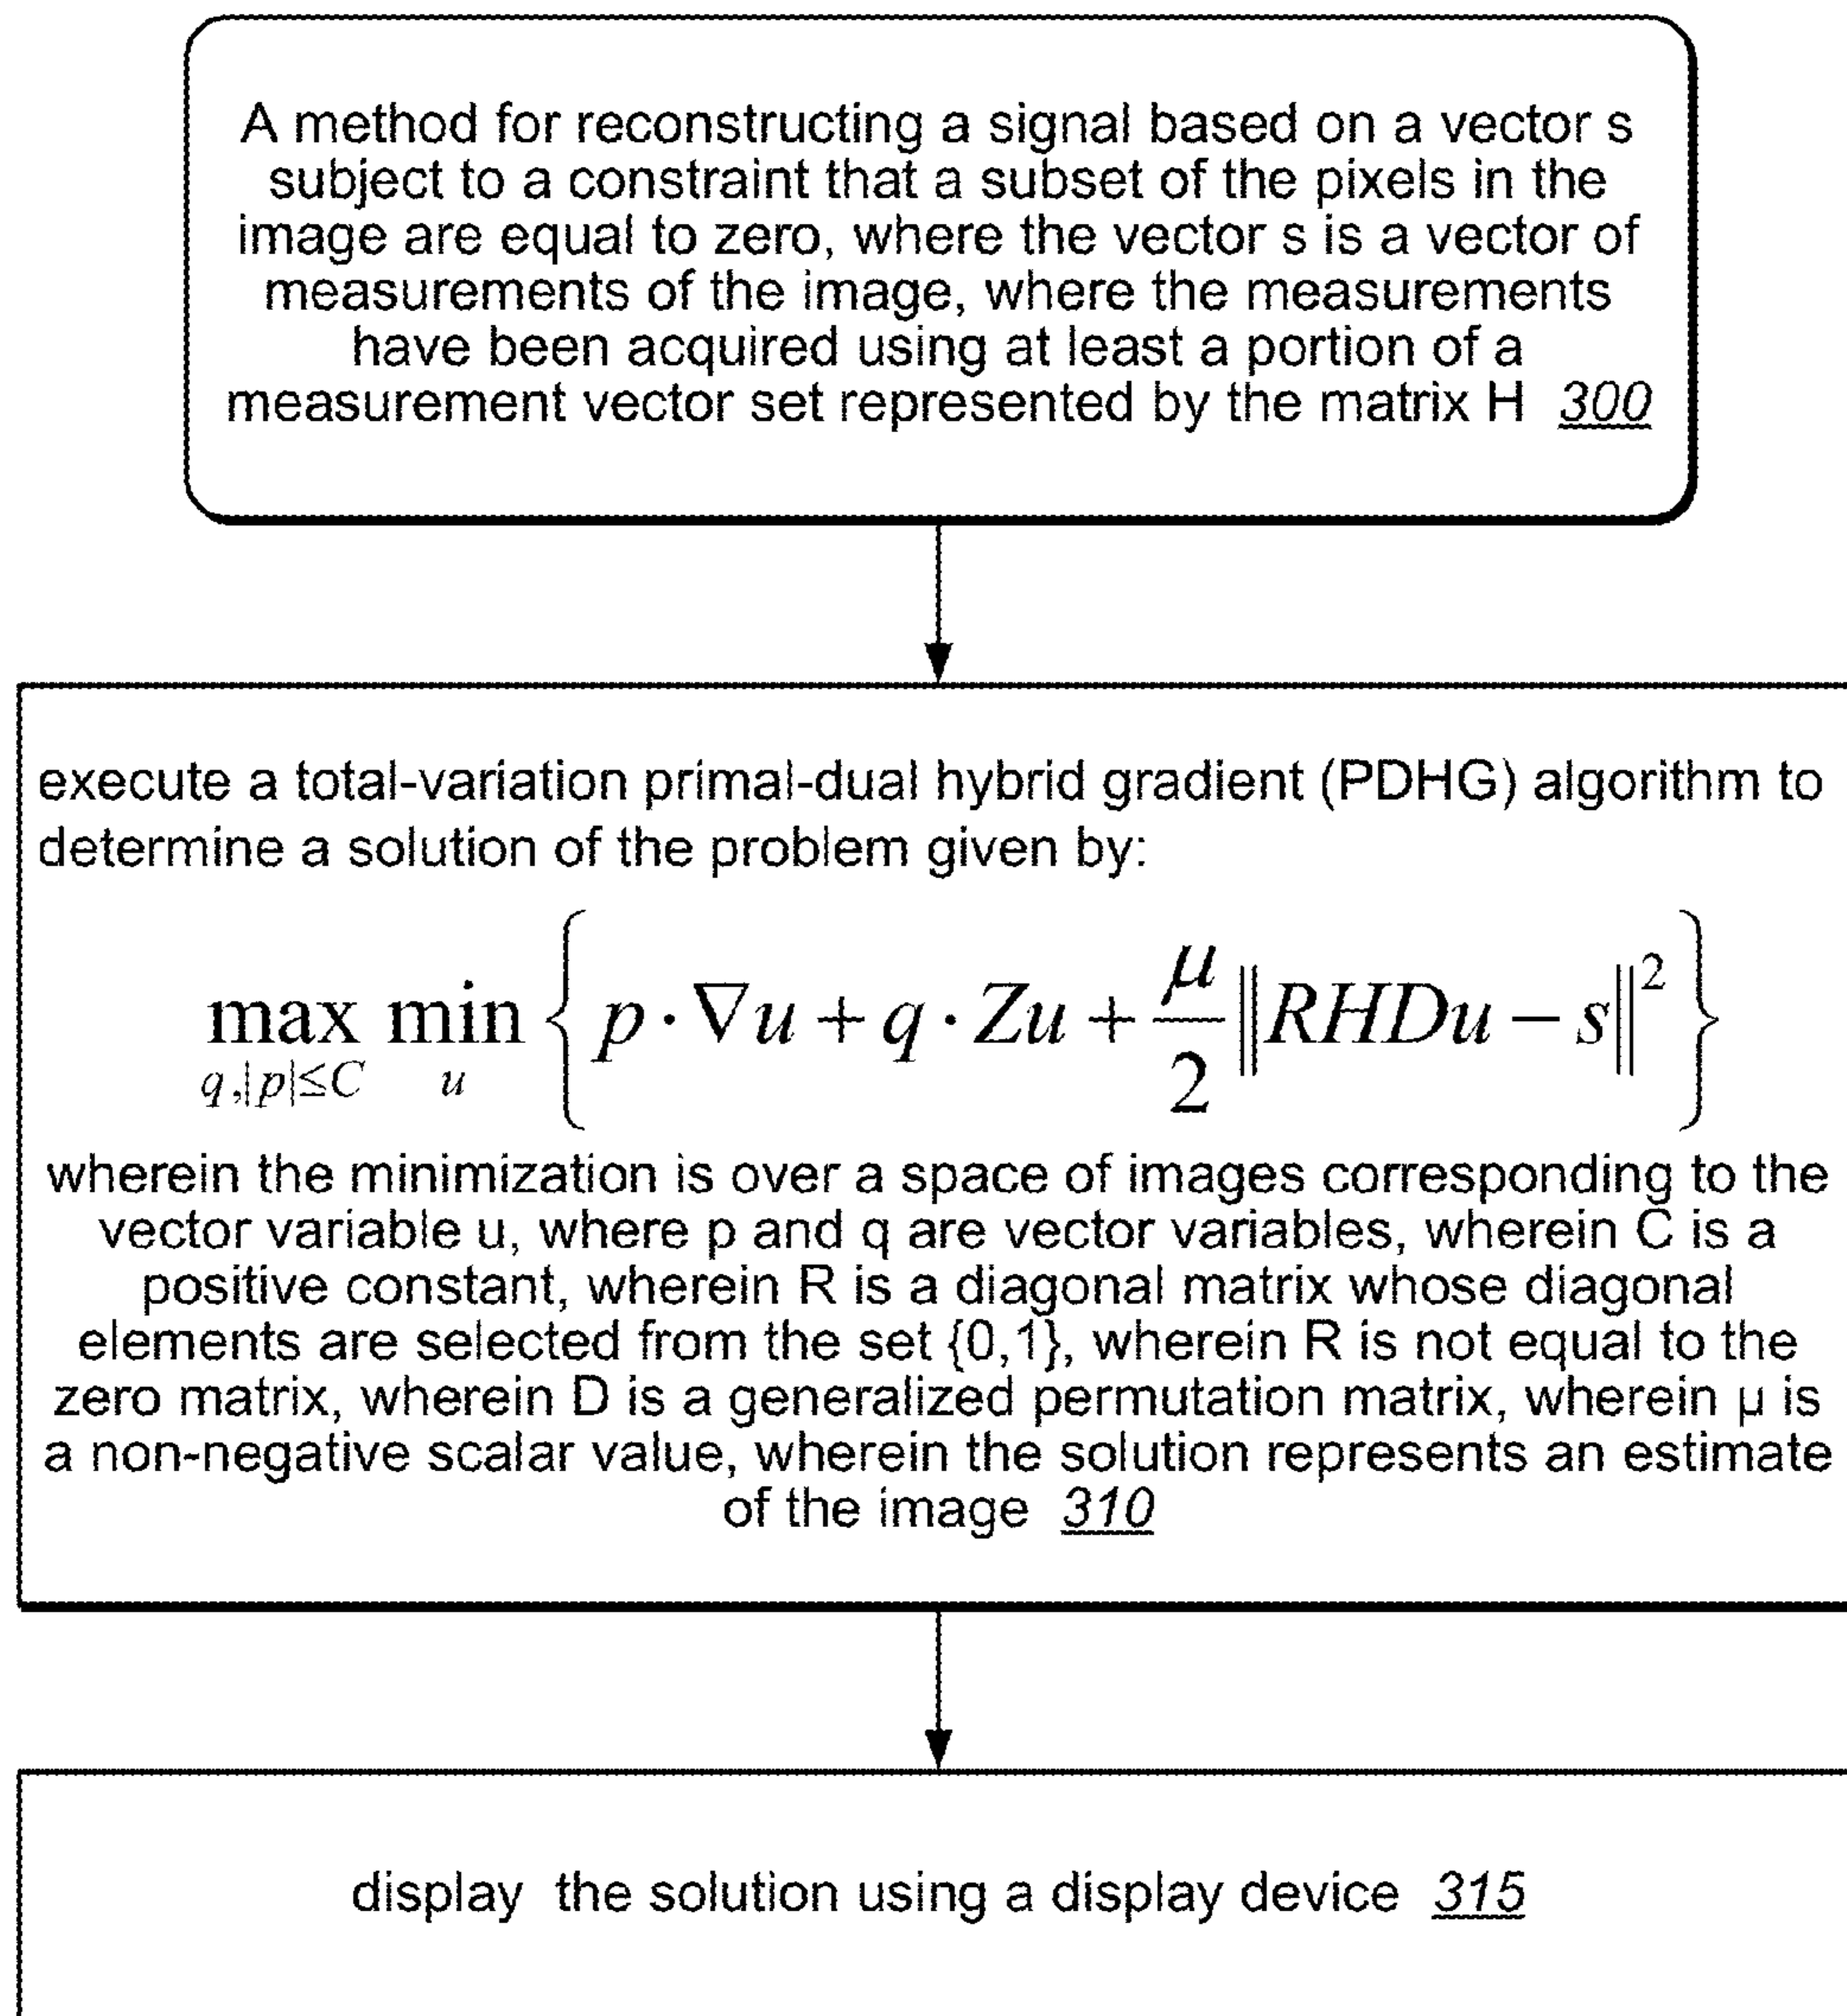 A method for reconstructing a signal based on a vector s
subject to a constraint that a subset of the pixels in the
image are equal to zero, where the vector s is a vector of
measurements of the image, where the measurements
have been acquired using at least a portion of a
measurement vector set represented by the matrix H 300
execute a total-variation primal-dual hybrid gradient (PDHG) algorithm to
determine a solution of the problem given by:
max_{q,|p|≤C} min_{u} { p · ∇u + q · Zu + μ/2 ‖RHDu − s‖² }
wherein the minimization is over a space of images corresponding to the
vector variable u, where p and q are vector variables, wherein C is a
positive constant, wherein R is a diagonal matrix whose diagonal
elements are selected from the set {0,1}, wherein R is not equal to the
zero matrix, wherein D is a generalized permutation matrix, wherein μ is
a non-negative scalar value, wherein the solution represents an estimate
of the image 310
display the solution using a display device 315